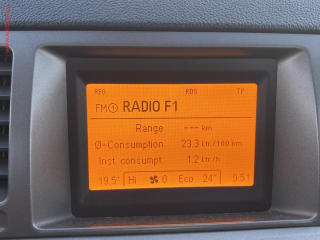 REG RDS TP
FM① RADIO F1
Range --- km
Ø-Consumption 23.3 Ltr/100 km
Inst consumpt 1.2 Ltr/h
19.5° Hi 0 Eco 24° 9:51